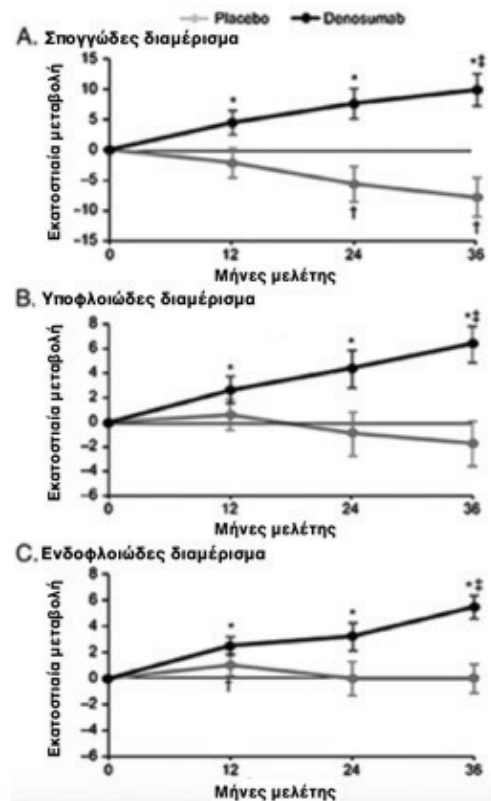 Placebo Denosumab
A. Σπογγώδες διαμέρισμα
Εκατοστιαία μεταβολή
15
10
5
0
–5
–10
–15
* * *‡
† †
0 12 24 36
Μήνες μελέτης
B. Υποφλοιώδες διαμέρισμα
Εκατοστιαία μεταβολή
8
6
4
2
0
–2
–4
–6
* * *‡
0 12 24 36
Μήνες μελέτης
C. Ενδοφλοιώδες διαμέρισμα
Εκατοστιαία μεταβολή
8
6
4
2
0
–2
–4
–6
* * *‡
†
0 12 24 36
Μήνες μελέτης